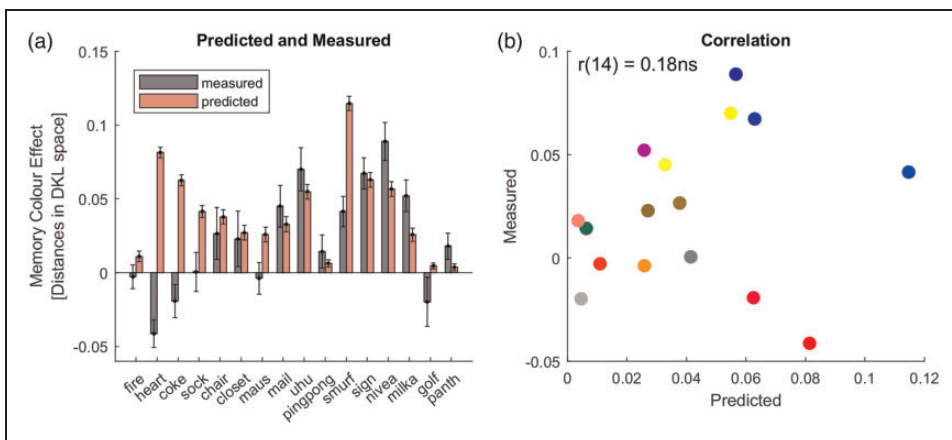 (a)
Predicted and Measured
0.15
0.1
0.05
0
-0.05
Memory Colour Effect
[Distances in DKL space]
measured
predicted
fire
heart
coke
sock
chair
closet
maus
mail
uhu
pingpong
smurf
sign
nivea
milka
golf
panth
(b)
Correlation
r(14) = 0.18ns
0.1
0.05
0
-0.05
Measured
0 0.02 0.04 0.06 0.08 0.1 0.12
Predicted